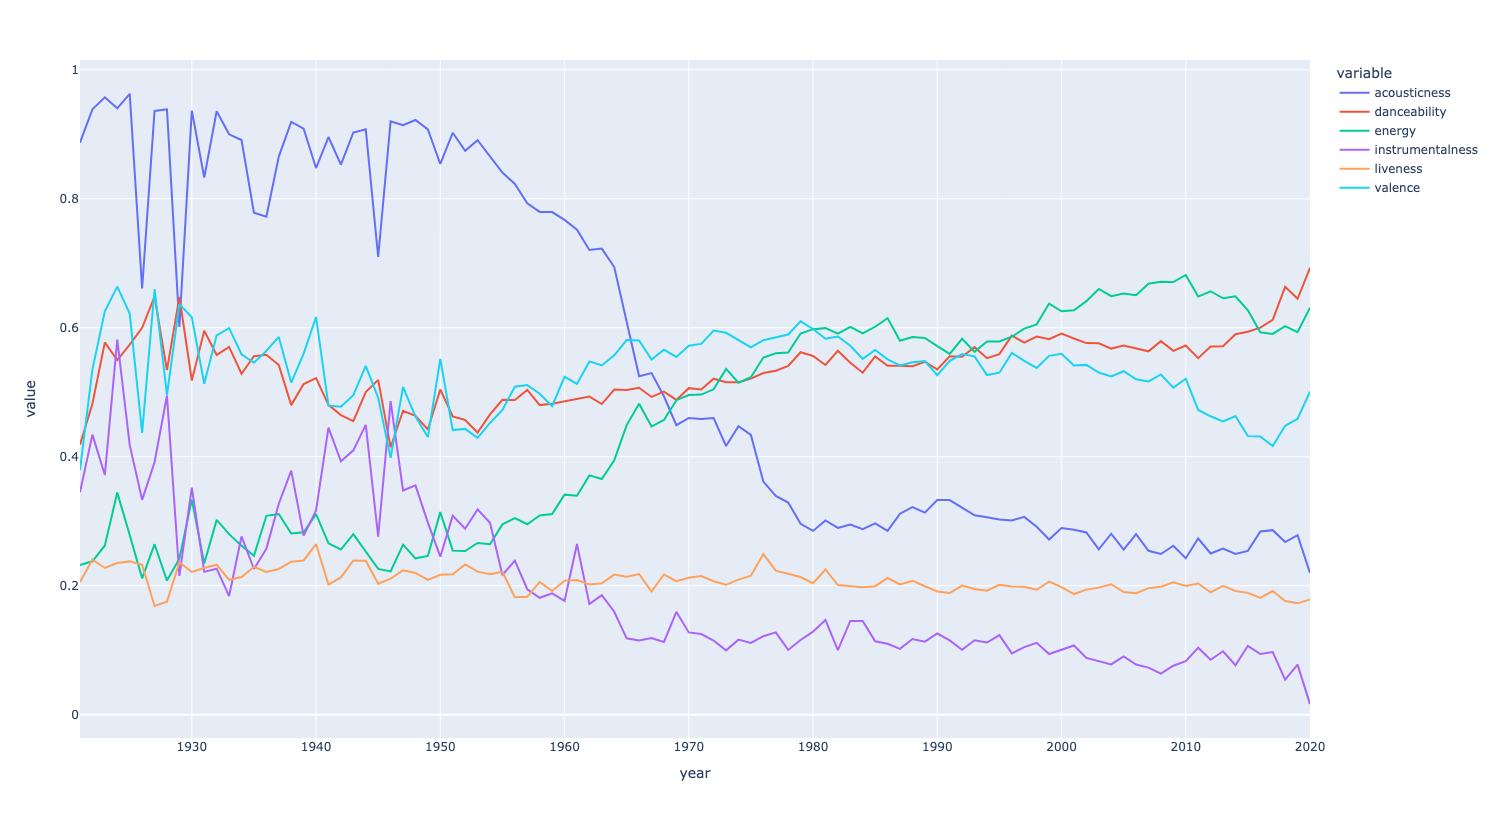 variable
acousticness
danceability
energy
instrumentalness
liveness
valence
value
1
0.8
0.6
0.4
0.2
0
1930 1940 1950 1960 1970 1980 1990 2000 2010 2020
year